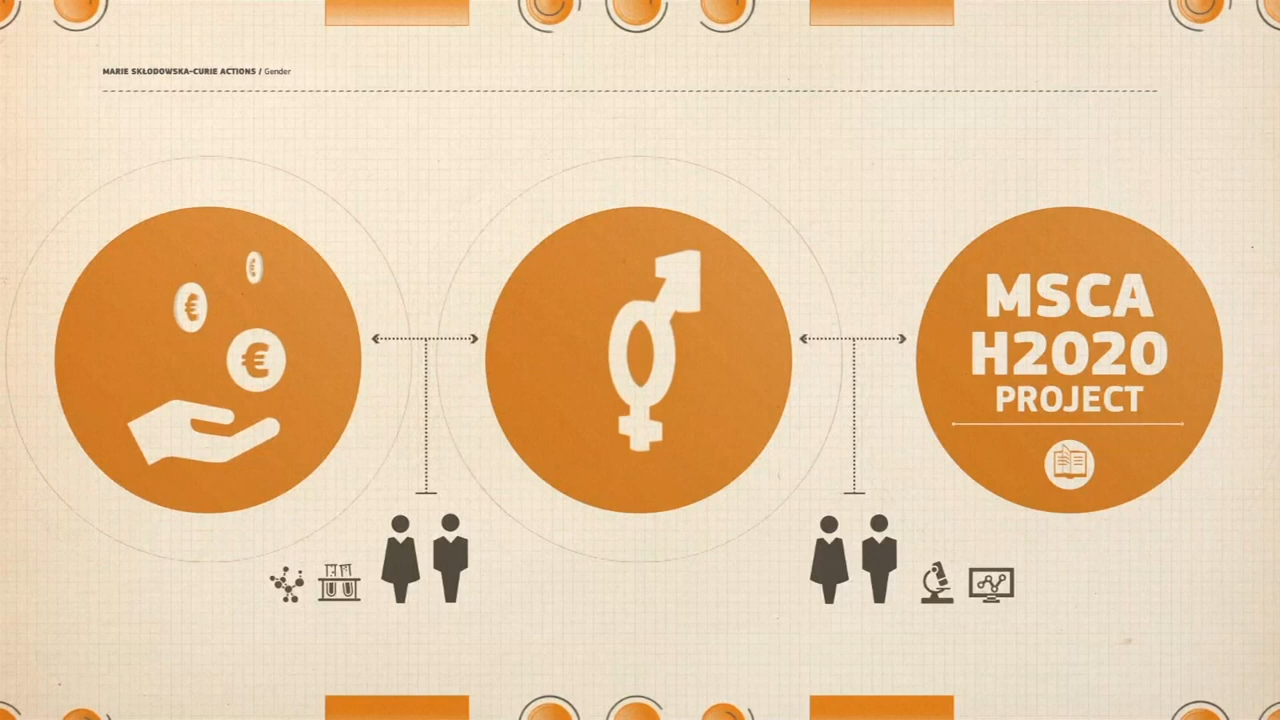 MARIE SKŁODOWSKA-CURIE ACTIONS / Gender
€
€
€
MSCA
H2020
PROJECT